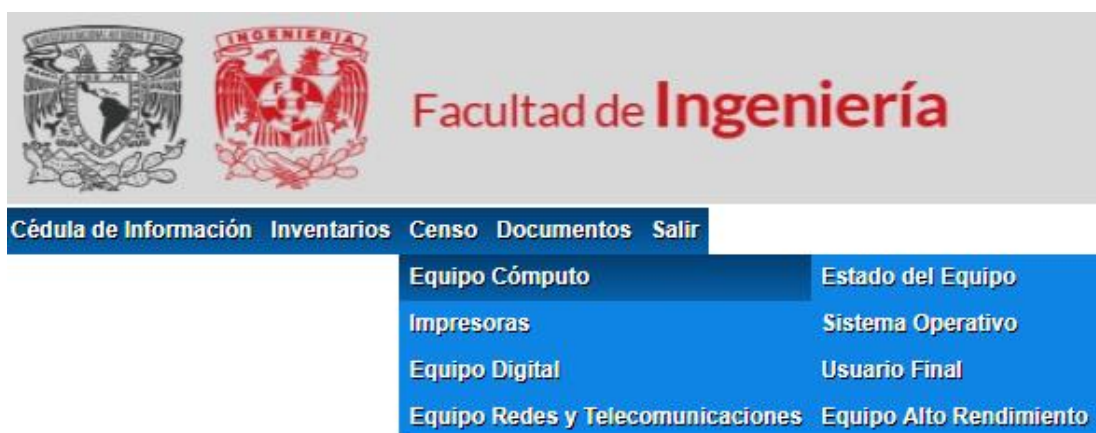 INGENIERIA
F I
Facultad de Ingeniería
Cédula de Información Inventarios Censo Documentos Salir
Equipo Cómputo Estado del Equipo
Impresoras Sistema Operativo
Equipo Digital Usuario Final
Equipo Redes y Telecomunicaciones Equipo Alto Rendimiento